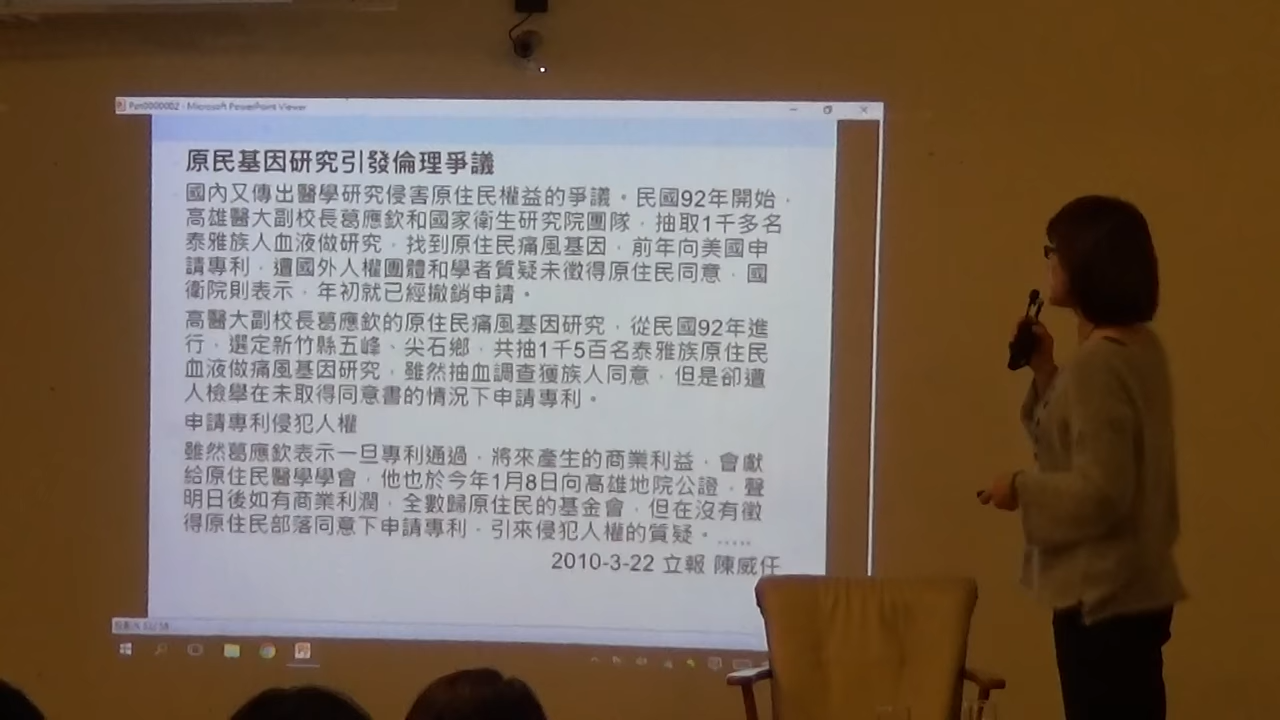 Ppt0000002 - Microsoft PowerPoint Viewer
原民基因研究引發倫理爭議
國內又傳出醫學研究侵害原住民權益的爭議。民國92年開始，
高雄醫大副校長葛應欽和國家衛生研究院團隊，抽取1千多名
泰雅族人血液做研究，找到原住民痛風基因，前年向美國申
請專利，遭國外人權團體和學者質疑未徵得原住民同意，國
衛院則表示，年初就已經撤銷申請。
高醫大副校長葛應欽的原住民痛風基因研究，從民國92年進
行，選定新竹縣五峰、尖石鄉，共抽1千5百名泰雅族原住民
血液做痛風基因研究，雖然抽血調查獲族人同意，但是卻遭
人檢舉在未取得同意書的情況下申請專利。
申請專利侵犯人權
雖然葛應欽表示一旦專利通過，將來產生的商業利益，會獻
給原住民醫學學會，他也於今年1月8日向高雄地院公證，聲
明日後如有商業利潤，全數歸原住民的基金會，但在沒有徵
得原住民部落同意下申請專利，引來侵犯人權的質疑。.....
2010-3-22 立報 陳威任